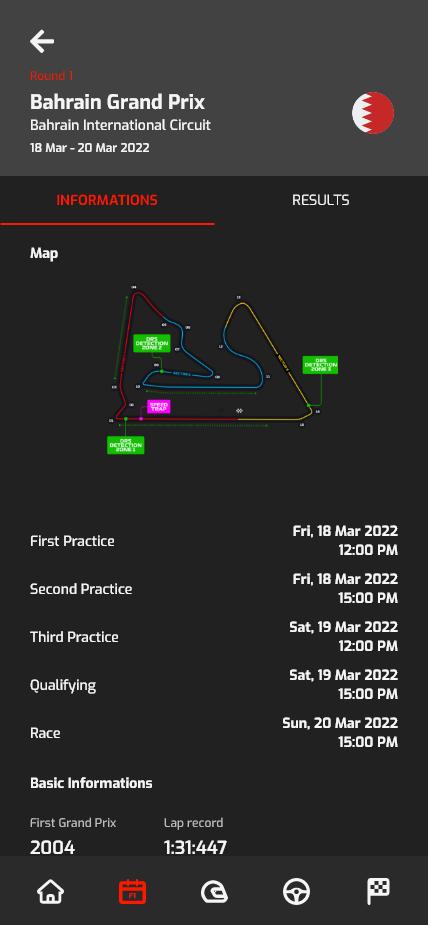 Round 1
Bahrain Grand Prix
Bahrain International Circuit
18 Mar - 20 Mar 2022
INFORMATIONS
RESULTS
Map
DRS
DETECTION
ZONE 2
DRS
DETECTION
ZONE 3
SPEED
TRAP
DRS
DETECTION
ZONE 1
First Practice
Fri, 18 Mar 2022
12:00 PM
Second Practice
Fri, 18 Mar 2022
15:00 PM
Third Practice
Sat, 19 Mar 2022
12:00 PM
Qualifying
Sat, 19 Mar 2022
15:00 PM
Race
Sun, 20 Mar 2022
15:00 PM
Basic Informations
First Grand Prix
Lap record
2004
1:31:447
F1